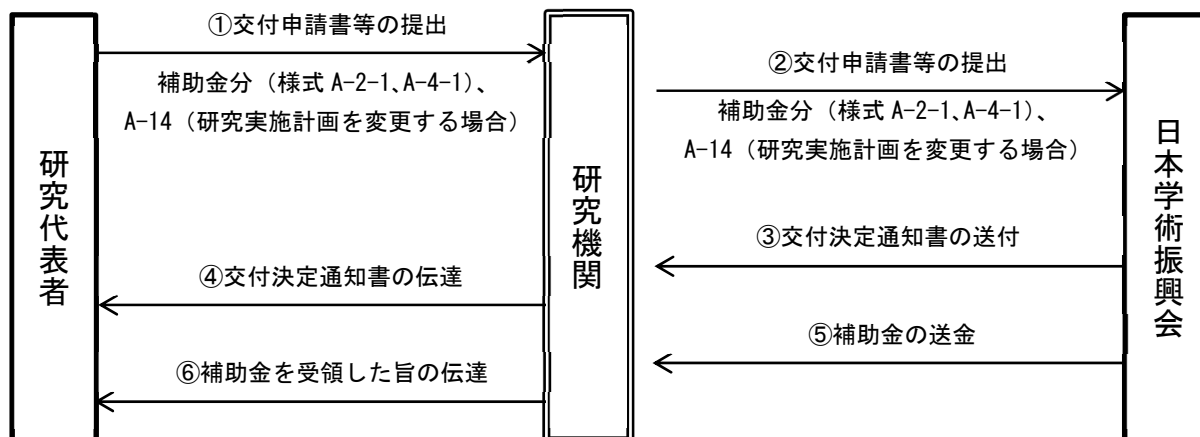 ①交付申請書等の提出
補助金分（様式 A-2-1、A-4-1）、
A-14（研究実施計画を変更する場合）
②交付申請書等の提出
補助金分（様式 A-2-1、A-4-1）、
A-14（研究実施計画を変更する場合）
研究代表者
研究機関
日本学術振興会
③交付決定通知書の送付
④交付決定通知書の伝達
⑤補助金の送金
⑥補助金を受領した旨の伝達